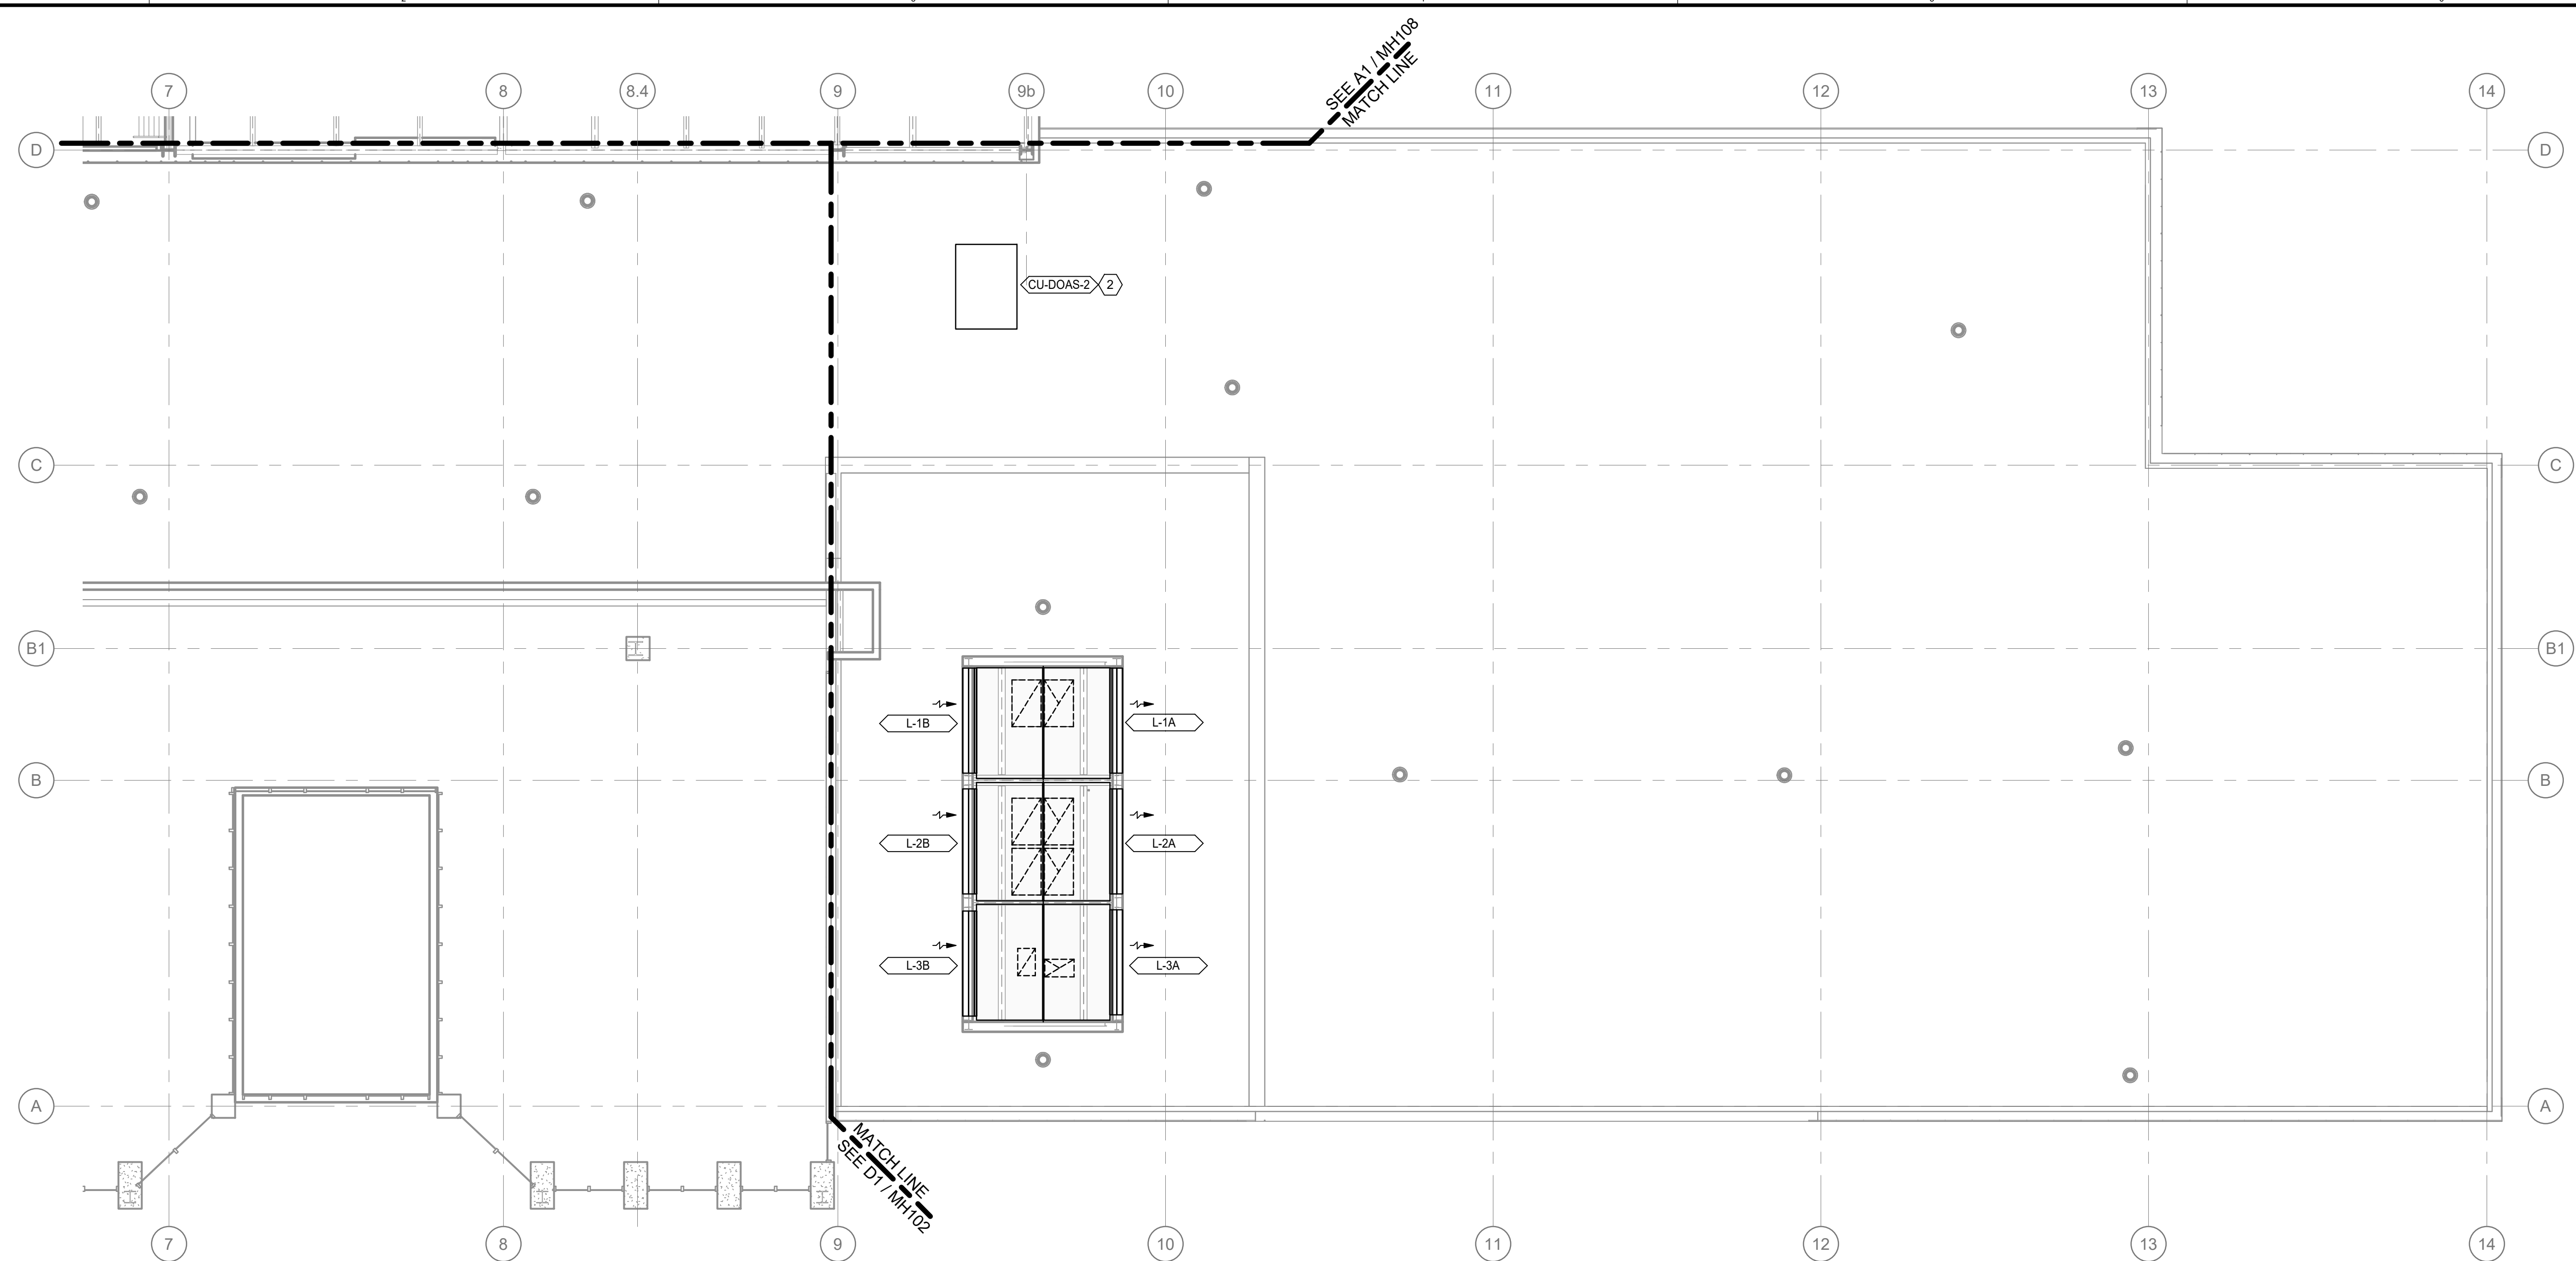 SEE A1 / MH108
MATCH LINE
7
8
8.4
9
9b
10
11
12
13
14
D
D
CU-DOAS-2
2
C
C
B1
B1
L-1B
L-1A
B
B
L-2B
L-2A
L-3B
L-3A
A
A
MATCH LINE
SEE D1 / MH102
7
8
9
10
11
12
13
14